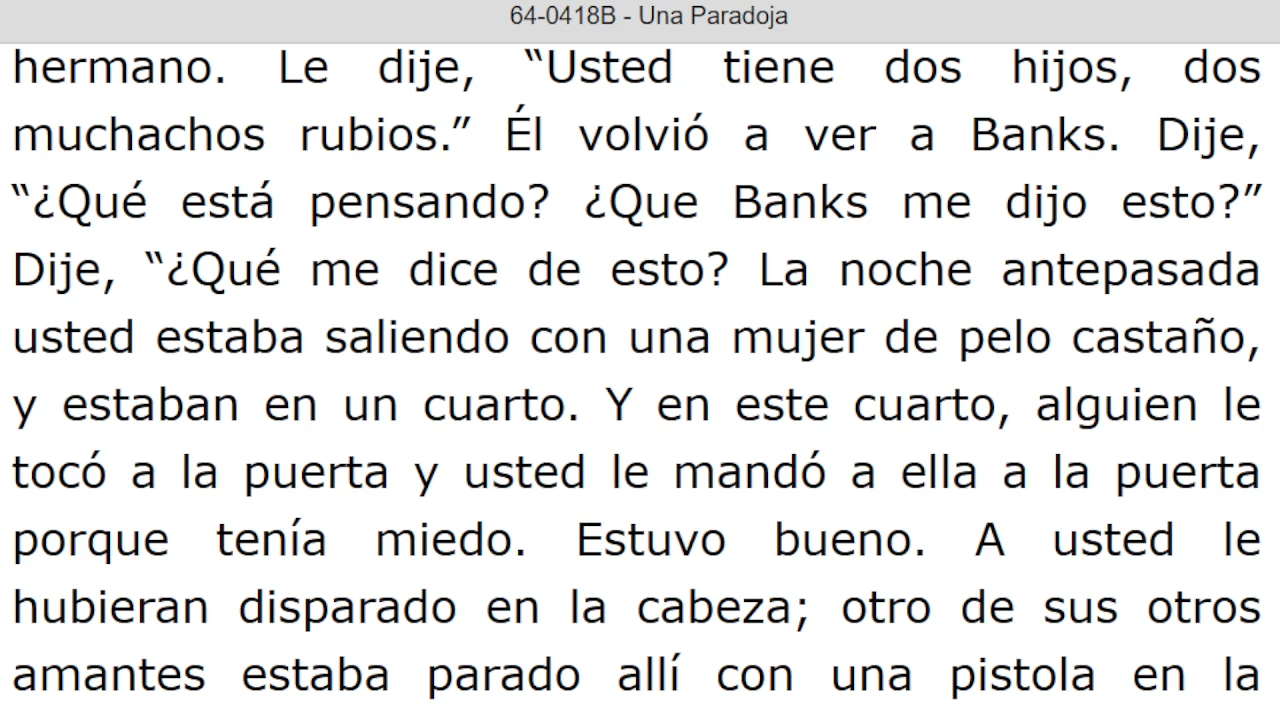 64-0418B - Una Paradoja
hermano. Le dije, “Usted tiene dos hijos, dos
muchachos rubios.” Él volvió a ver a Banks. Dije,
“¿Qué está pensando? ¿Que Banks me dijo esto?”
Dije, “¿Qué me dice de esto? La noche antepasada
usted estaba saliendo con una mujer de pelo castaño,
y estaban en un cuarto. Y en este cuarto, alguien le
tocó a la puerta y usted le mandó a ella a la puerta
porque tenía miedo. Estuvo bueno. A usted le
hubieran disparado en la cabeza; otro de sus otros
amantes estaba parado allí con una pistola en la